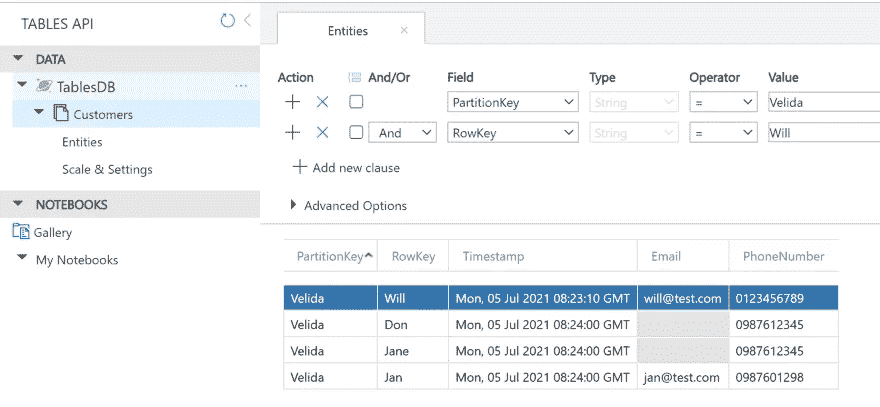 TABLES API
Entities
DATA
TablesDB ...
Customers
Entities
Scale & Settings
NOTEBOOKS
Gallery
My Notebooks
Action And/Or Field Type Operator Value
PartitionKey String = Velida
And RowKey String = Will
Add new clause
Advanced Options
PartitionKey RowKey Timestamp Email PhoneNumber
Velida Will Mon, 05 Jul 2021 08:23:10 GMT will@test.com 0123456789
Velida Don Mon, 05 Jul 2021 08:24:00 GMT 0987612345
Velida Jane Mon, 05 Jul 2021 08:24:00 GMT 0987612345
Velida Jan Mon, 05 Jul 2021 08:24:00 GMT jan@test.com 0987601298